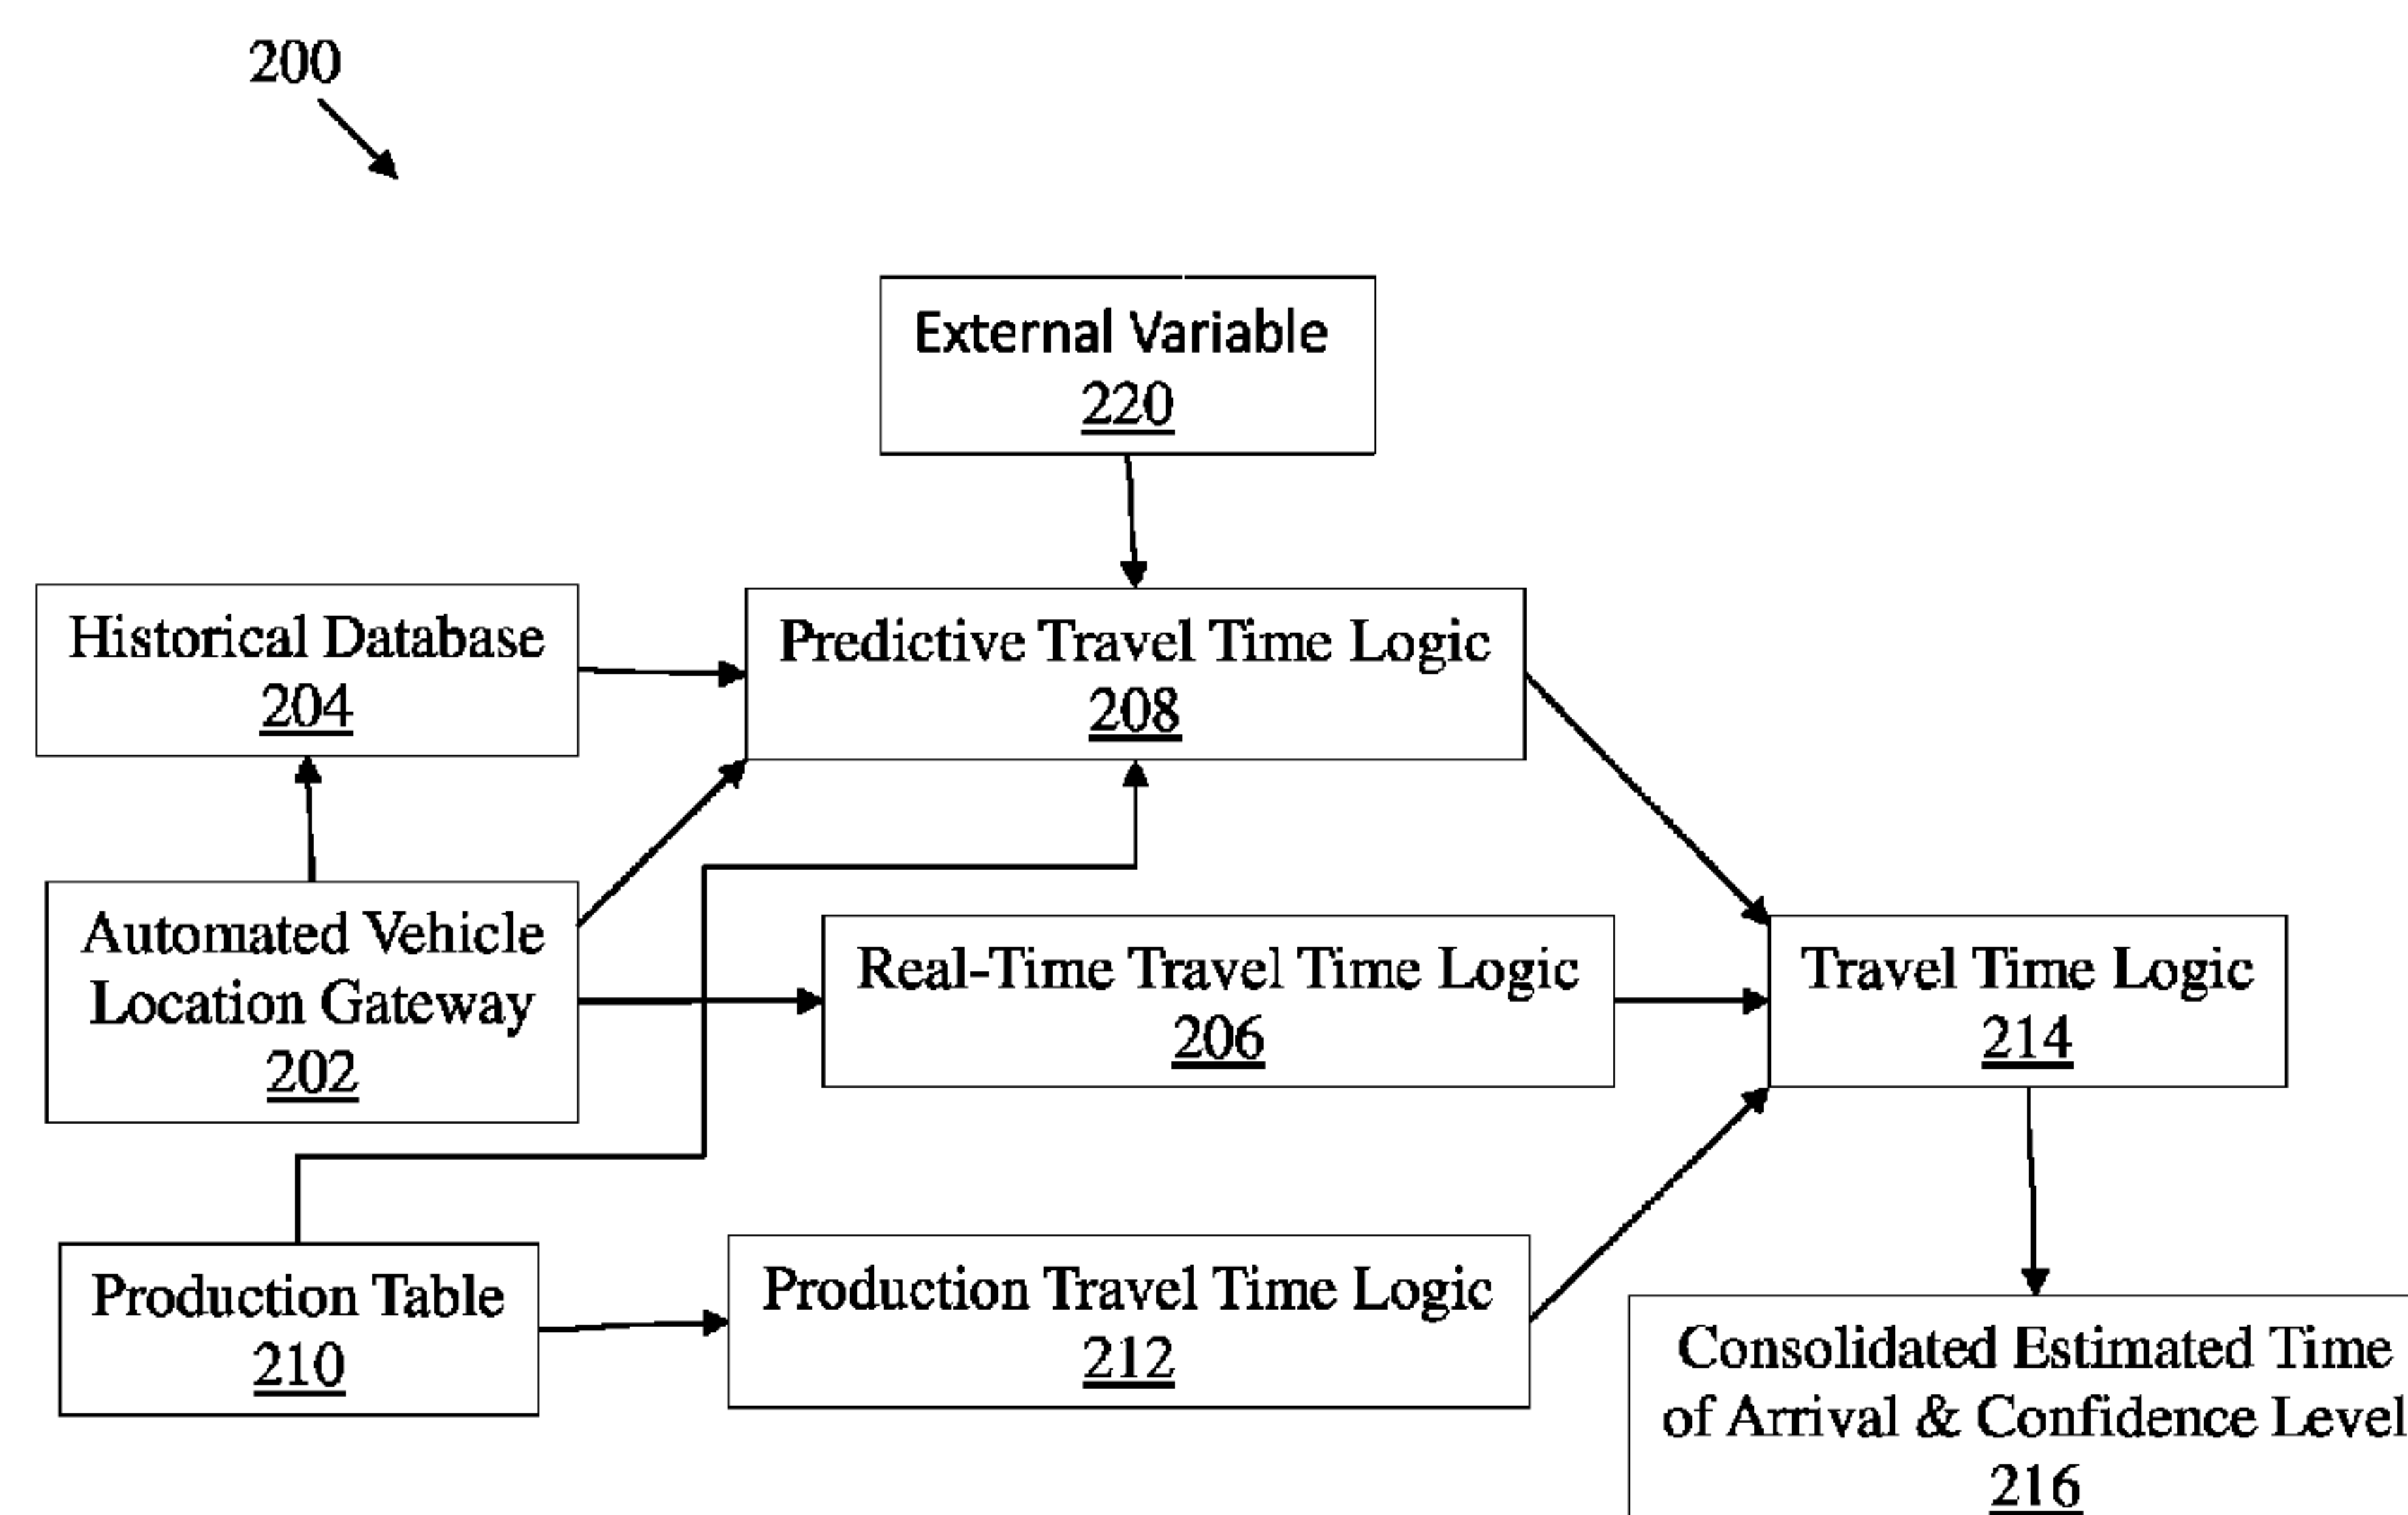 200
External Variable
220
Historical Database
204
Predictive Travel Time Logic
208
Automated Vehicle
Location Gateway
202
Real-Time Travel Time Logic
206
Travel Time Logic
214
Production Table
210
Production Travel Time Logic
212
Consolidated Estimated Time
of Arrival & Confidence Level
216